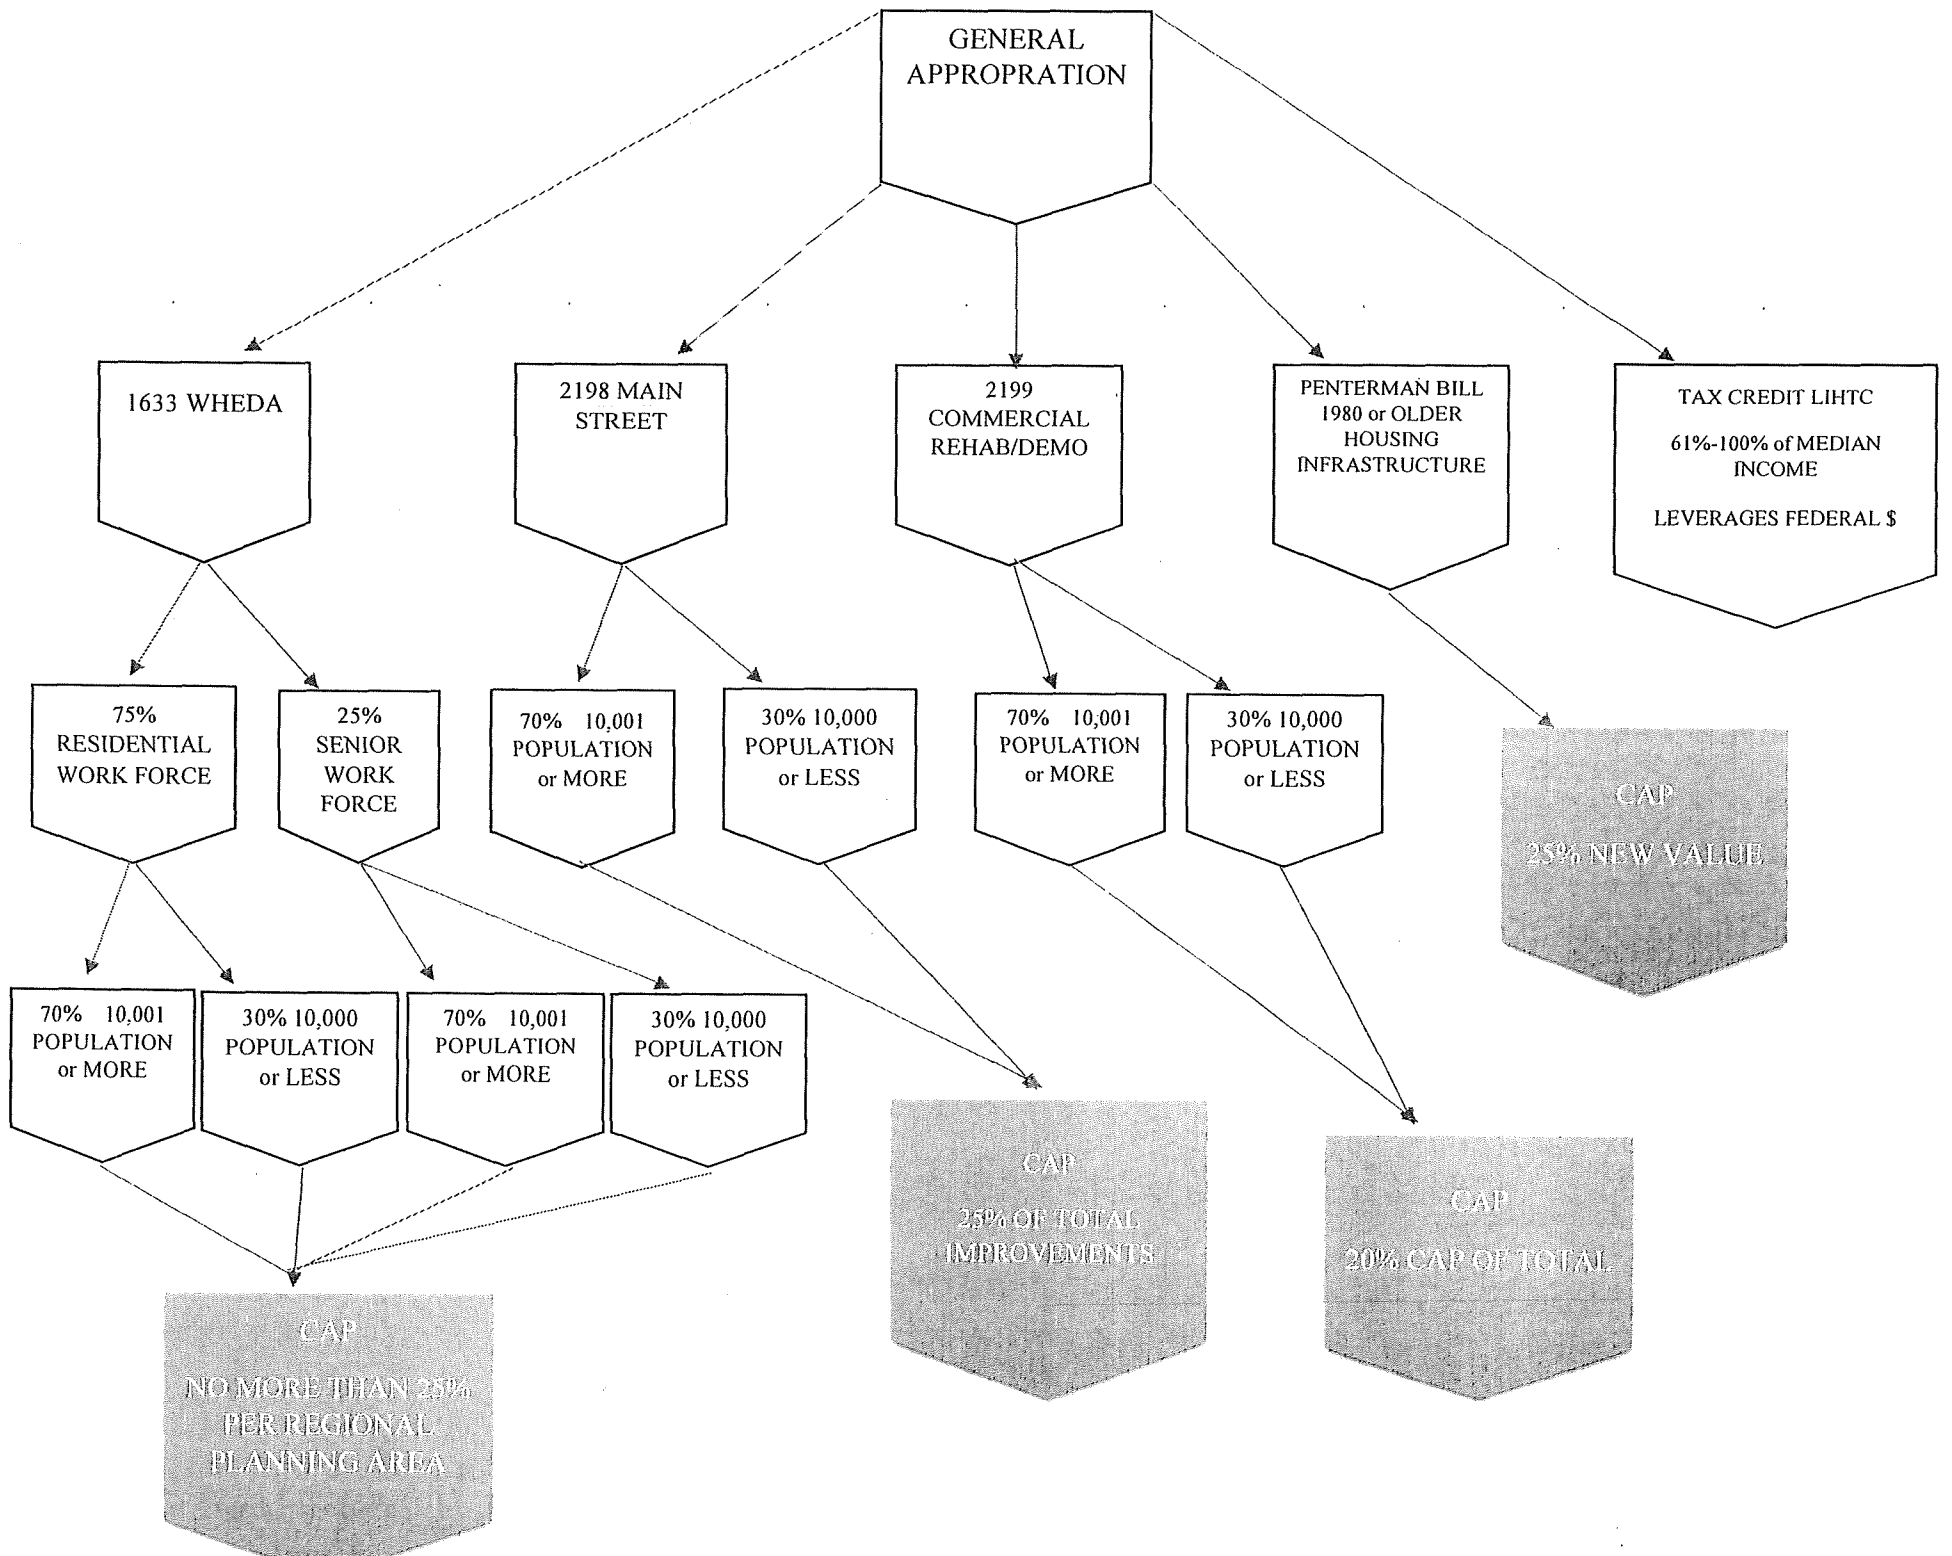 GENERAL
APPROPRATION
1633 WHEDA
2198 MAIN
STREET
2199
COMMERCIAL
REHAB/DEMO
PENTERMAN BILL
1980 or OLDER
HOUSING
INFRASTRUCTURE
TAX CREDIT LIHTC
61%-100% of MEDIAN
INCOME
LEVERAGES FEDERAL $
75%
RESIDENTIAL
WORK FORCE
25%
SENIOR
WORK
FORCE
70% 10,001
POPULATION
or MORE
30% 10,000
POPULATION
or LESS
70% 10,001
POPULATION
or MORE
30% 10,000
POPULATION
or LESS
CAP
25% NEW VALUE
70% 10,001
POPULATION
or MORE
30% 10,000
POPULATION
or LESS
70% 10,001
POPULATION
or MORE
30% 10,000
POPULATION
or LESS
CAP
25% OF TOTAL
IMPROVEMENTS
CAP
20% CAP OF TOTAL
CAP
NO MORE THAN 25%
PER REGIONAL
PLANNING AREA